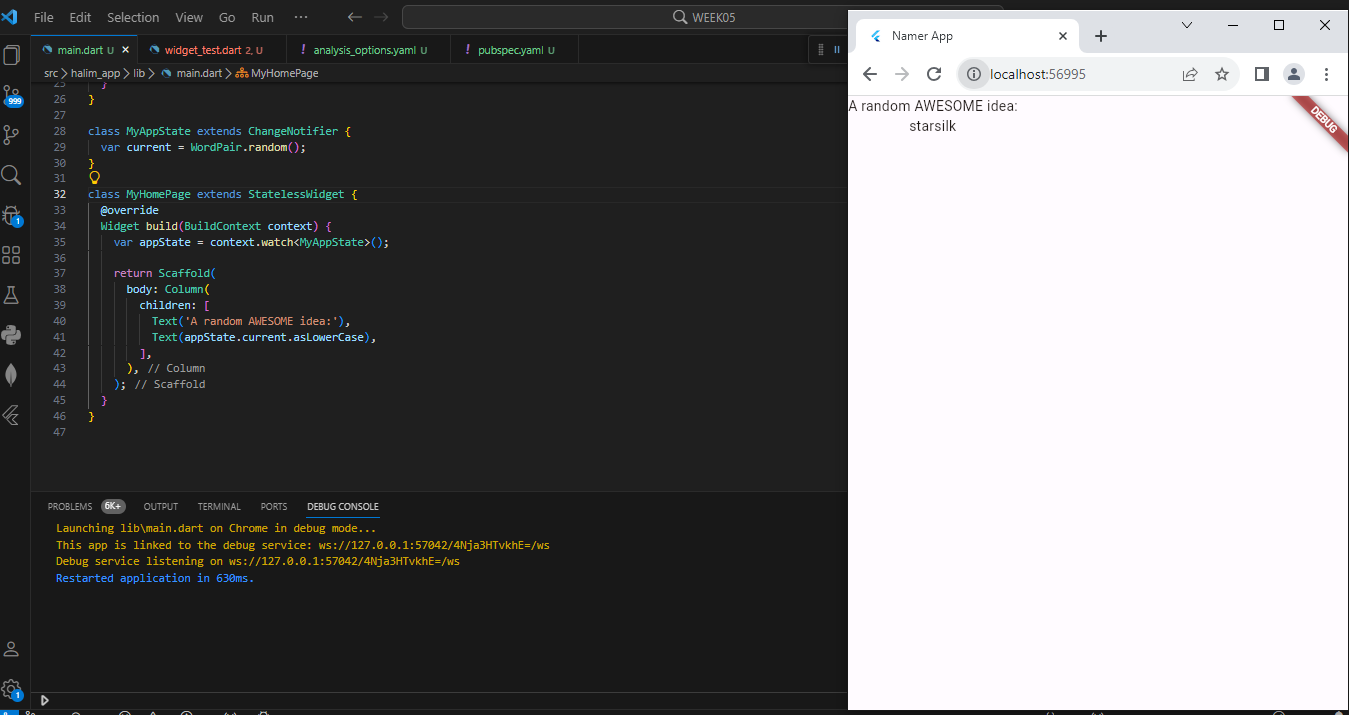 File Edit Selection View Go Run ··· WEEK05
main.dart U widget_test.dart 2, U ! analysis_options.yaml U ! pubspec.yaml U
src > halim_app > lib > main.dart > MyHomePage
25 }
26 }
27
28 class MyAppState extends ChangeNotifier {
29 var current = WordPair.random();
30 }
31
32 class MyHomePage extends StatelessWidget {
33 @override
34 Widget build(BuildContext context) {
35 var appState = context.watch<MyAppState>();
36
37 return Scaffold(
38 body: Column(
39 children: [
40 Text('A random AWESOME idea:'),
41 Text(appState.current.asLowerCase),
42 ],
43 ), // Column
44 ); // Scaffold
45 }
46 }
47
999
1
1
PROBLEMS 6K+ OUTPUT TERMINAL PORTS DEBUG CONSOLE
Launching lib\main.dart on Chrome in debug mode...
This app is linked to the debug service: ws://127.0.0.1:57042/4Nja3HTvkhE=/ws
Debug service listening on ws://127.0.0.1:57042/4Nja3HTvkhE=/ws
Restarted application in 630ms.
Namer App
localhost:56995
A random AWESOME idea:
starsilk
DEBUG